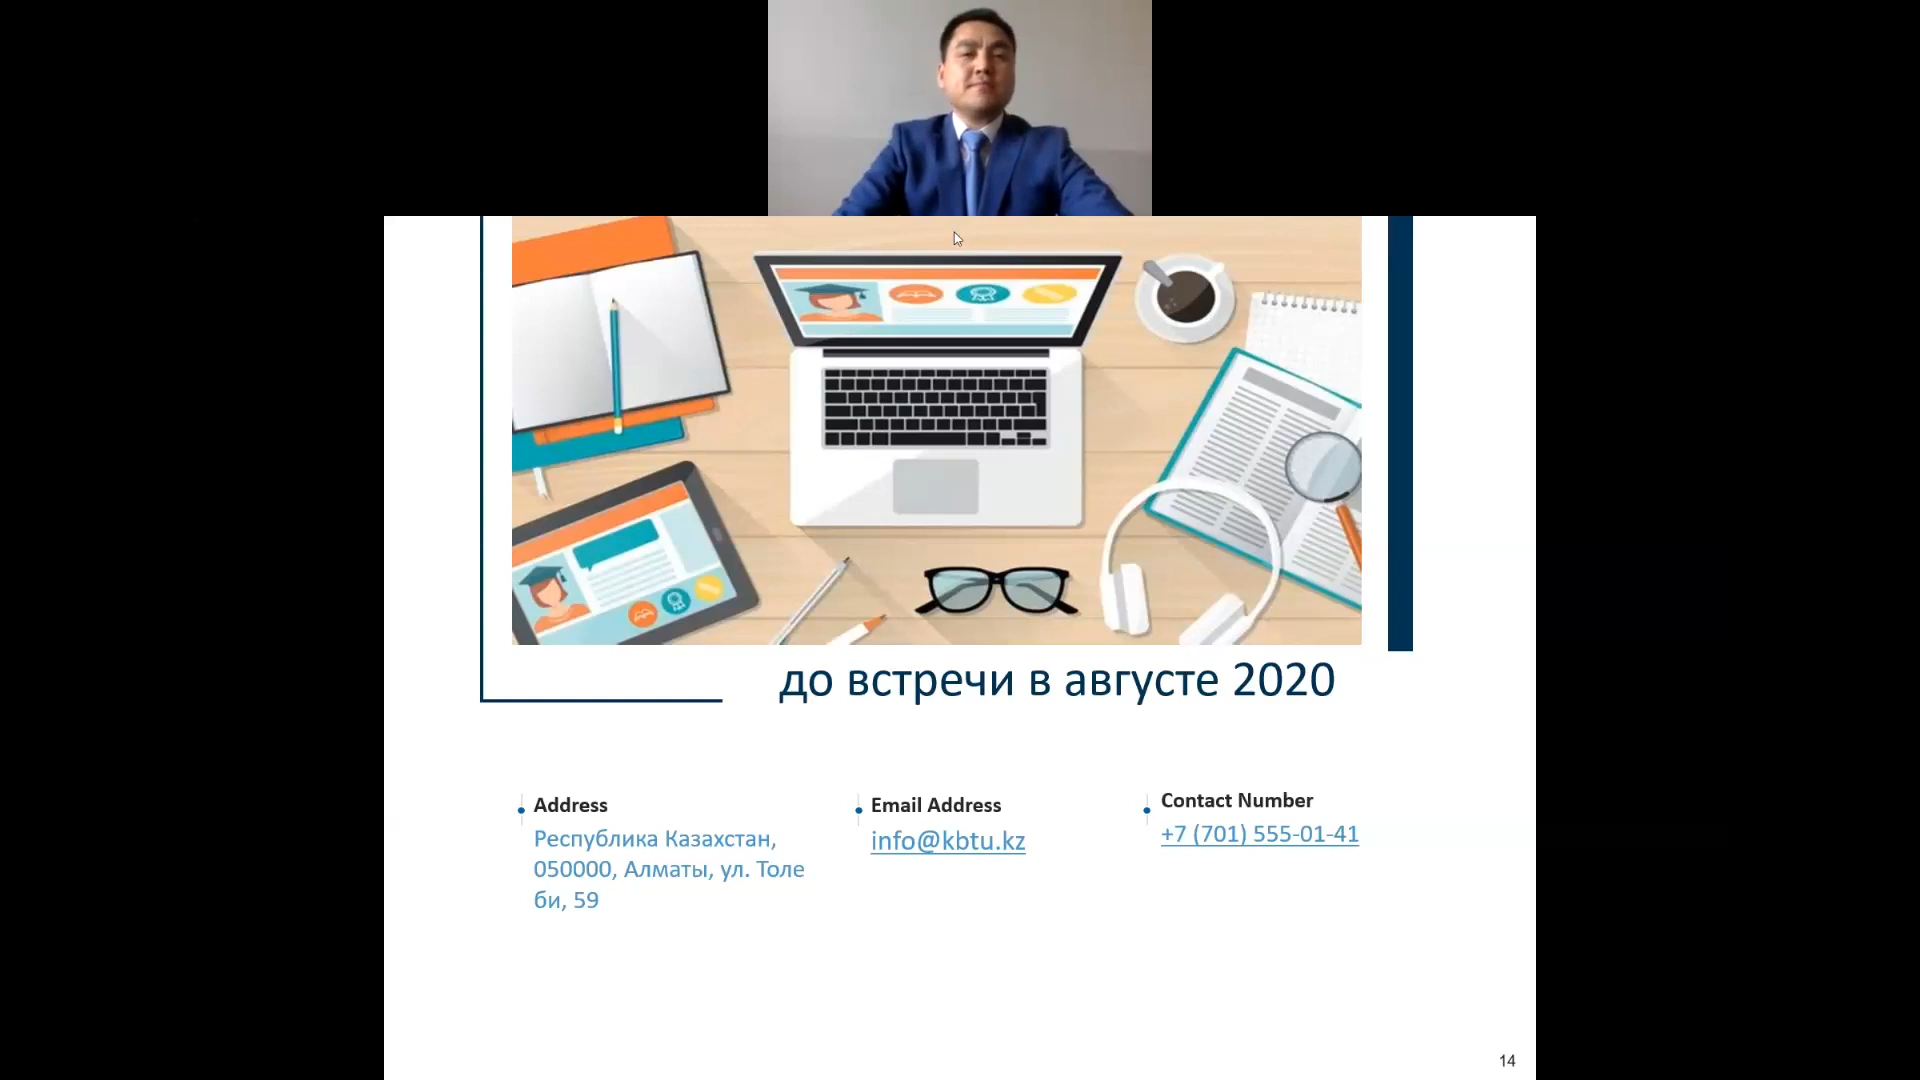 до встречи в августе 2020
Address
Республика Казахстан,
050000, Алматы, ул. Толе
би, 59
Email Address
info@kbtu.kz
Contact Number
+7 (701) 555-01-41
14